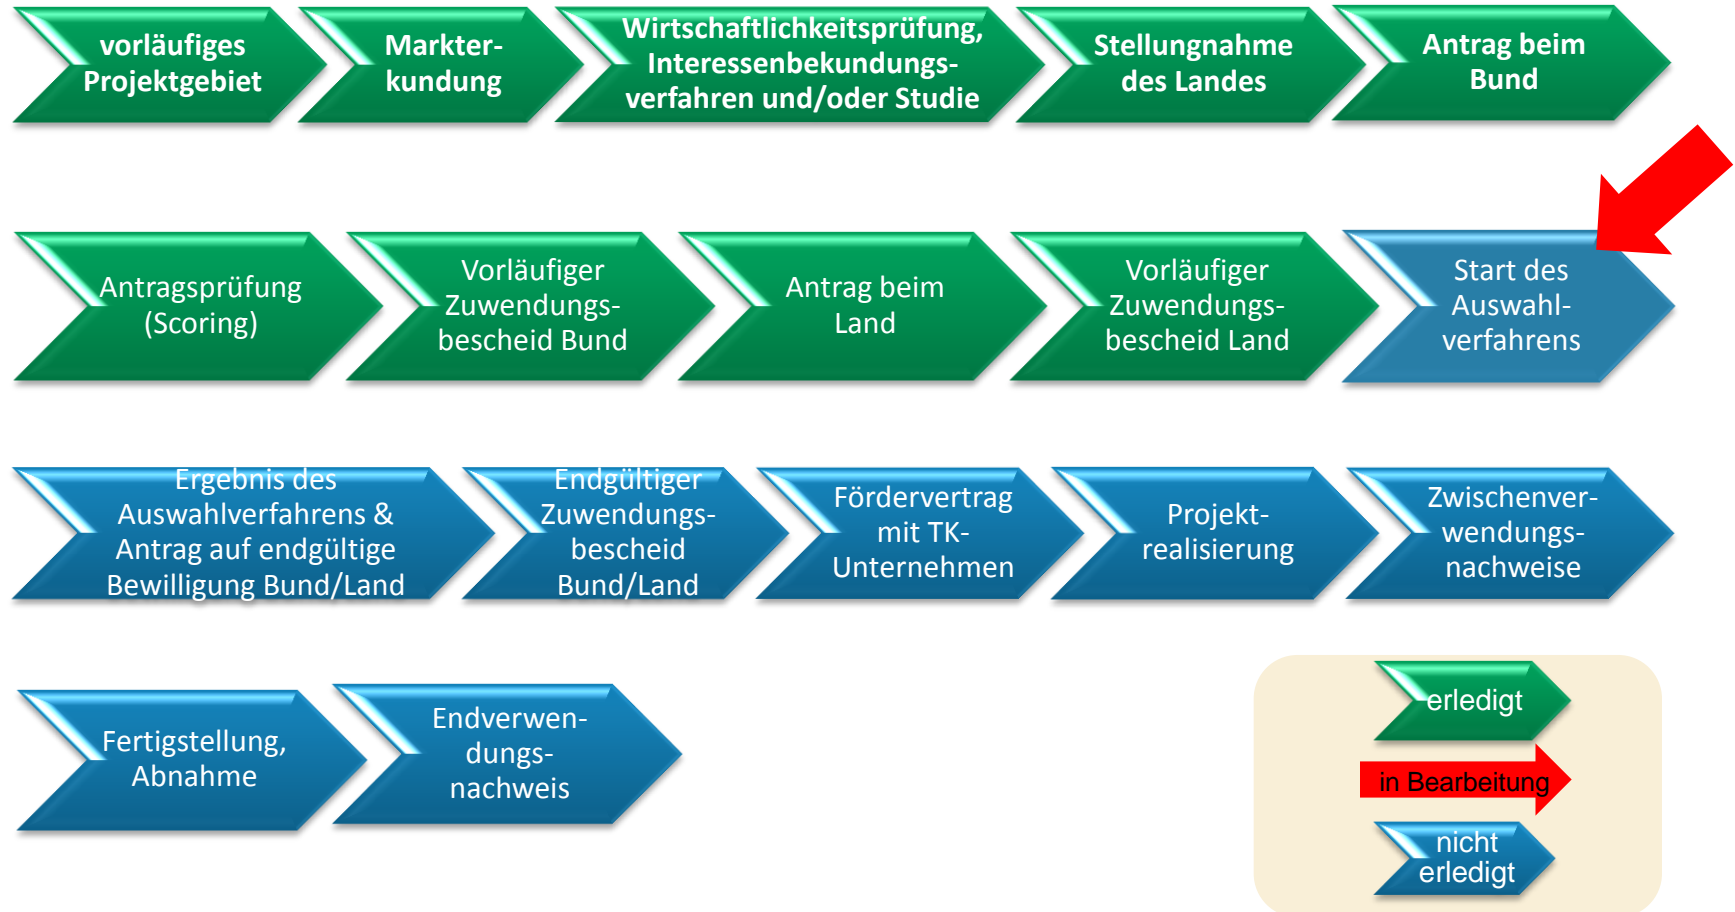 vorläufiges
Projektgebiet
Markter-
kundung
Wirtschaftlichkeitsprüfung,
Interessenbekundungs-
verfahren und/oder Studie
Stellungnahme
des Landes
Antrag beim
Bund
Antragsprüfung
(Scoring)
Vorläufiger
Zuwendungs-
bescheid Bund
Antrag beim
Land
Vorläufiger
Zuwendungs-
bescheid Land
Start des
Auswahl-
verfahrens
Ergebnis des
Auswahlverfahrens &
Antrag auf endgültige
Bewilligung Bund/Land
Endgültiger
Zuwendungs-
bescheid
Bund/Land
Fördervertrag
mit TK-
Unternehmen
Projekt-
realisierung
Zwischenver-
wendungs-
nachweise
Fertigstellung,
Abnahme
Endverwen-
dungs-
nachweis
erledigt
in Bearbeitung
nicht
erledigt